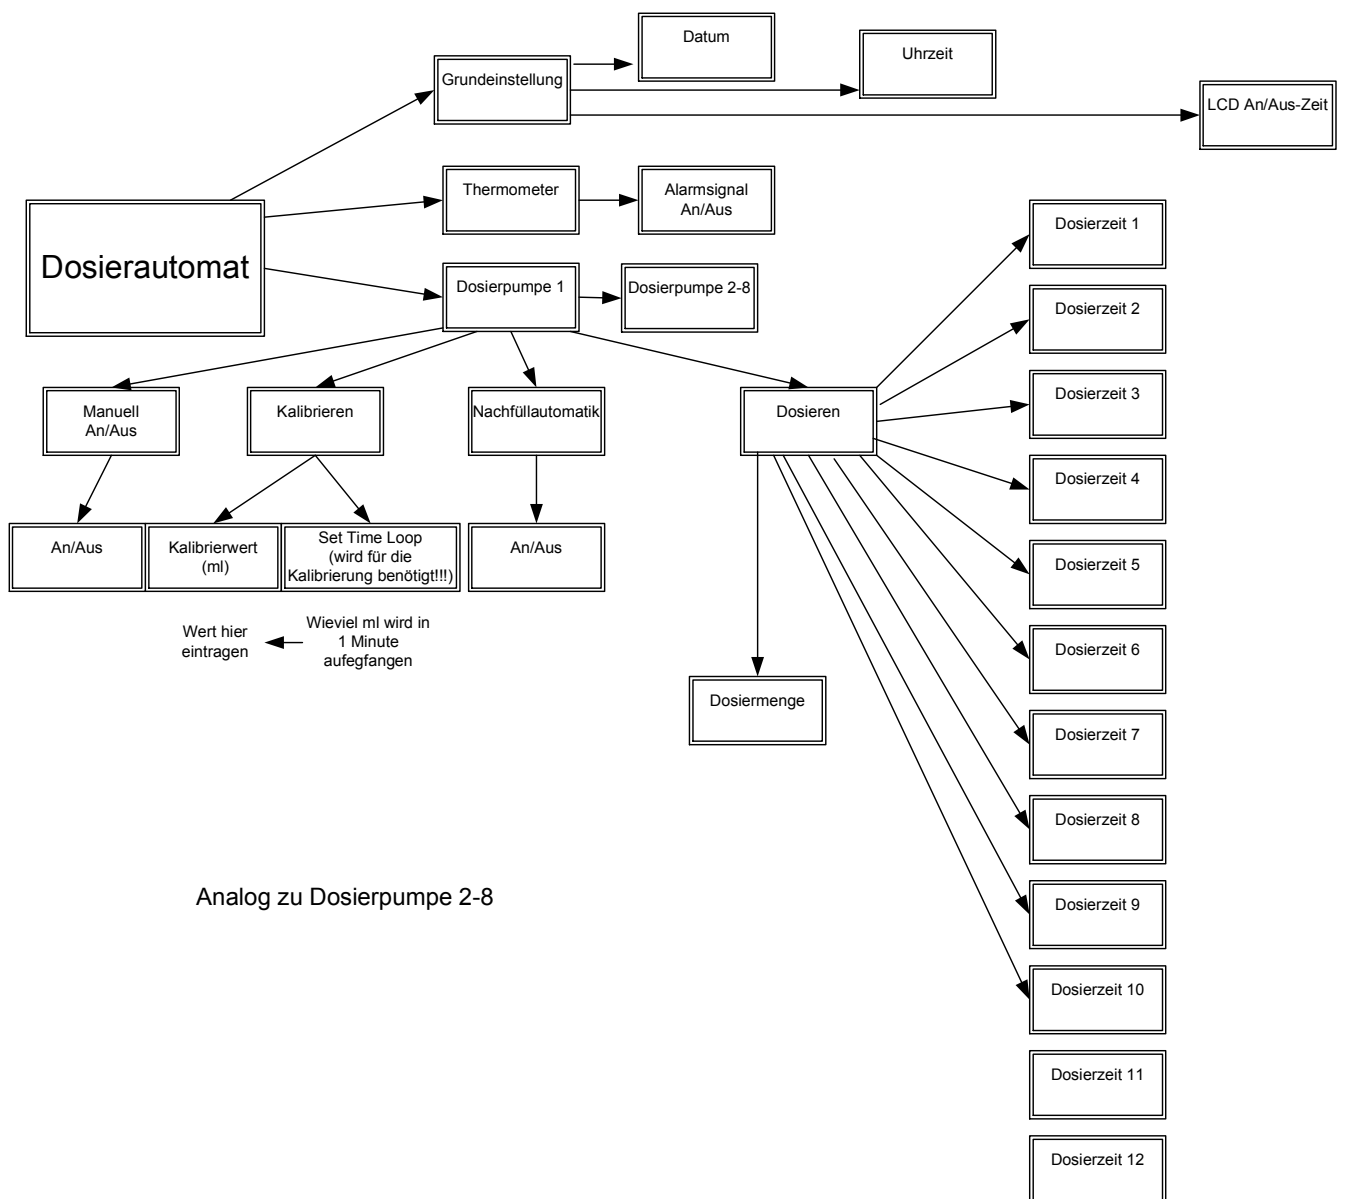 Datum
Uhrzeit
Grundeinstellung
LCD An/Aus-Zeit
Thermometer
Alarmsignal
An/Aus
Dosierautomat
Dosierpumpe 1
Dosierpumpe 2-8
Manuell
An/Aus
Kalibrieren
Nachfüllautomatik
Dosieren
An/Aus
Kalibrierwert
(ml)
Set Time Loop
(wird für die
Kalibrierung benötigt!!!)
An/Aus
Wert hier
eintragen
Wieviel ml wird in
1 Minute
aufegfangen
Dosiermenge
Dosierzeit 1
Dosierzeit 2
Dosierzeit 3
Dosierzeit 4
Dosierzeit 5
Dosierzeit 6
Dosierzeit 7
Dosierzeit 8
Dosierzeit 9
Dosierzeit 10
Dosierzeit 11
Dosierzeit 12
Analog zu Dosierpumpe 2-8